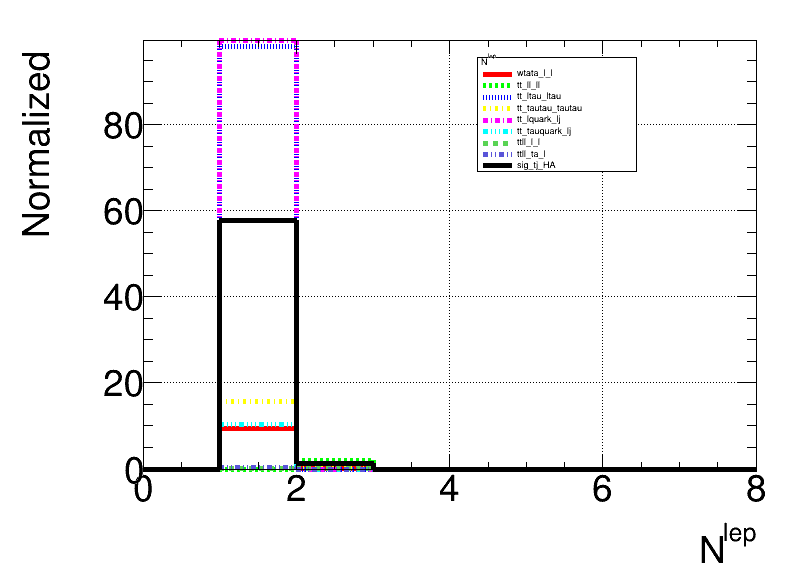 Normalized
80
60
40
20
0
0 2 4 6 8
N^lep
N^lep
wtata_l_l
tt_ll_ll
tt_ltau_ltau
tt_tautau_tautau
tt_lquark_lj
tt_tauquark_lj
ttll_l_l
ttll_ta_l
sig_tj_HA